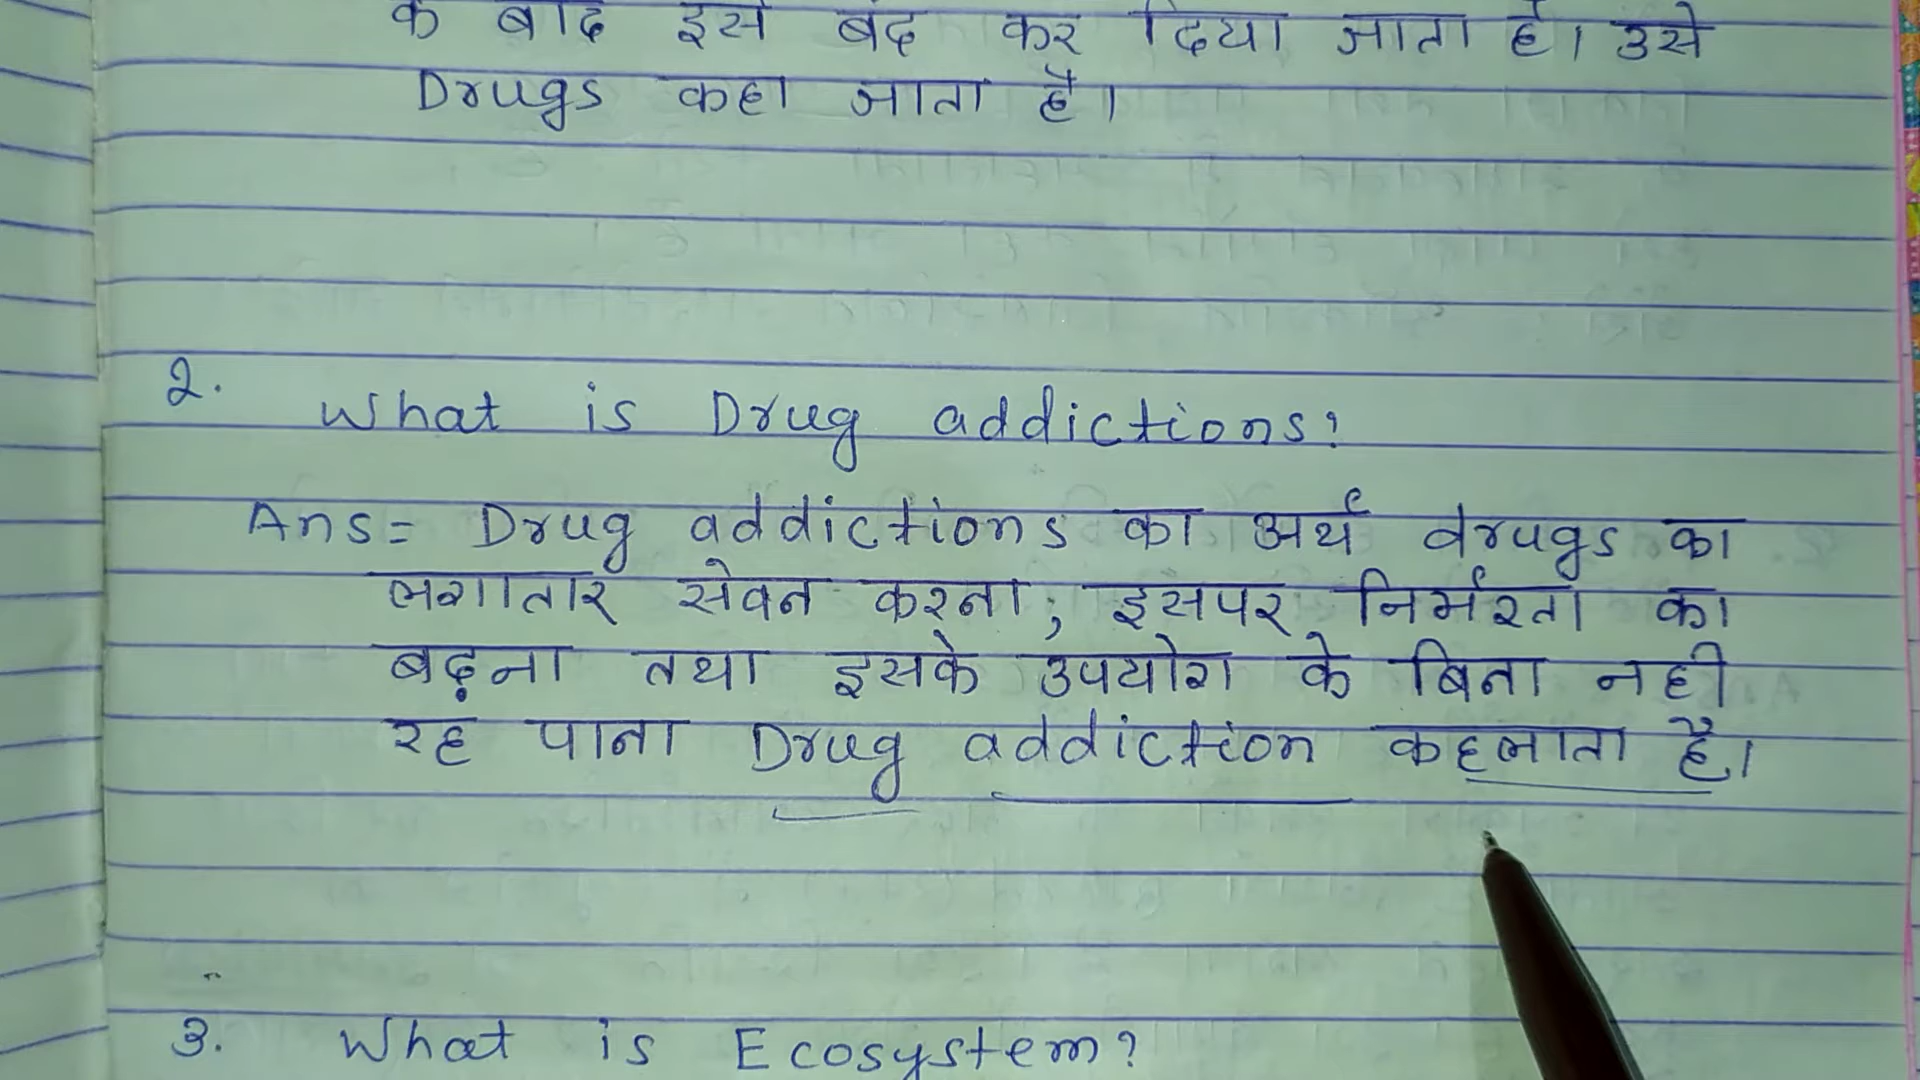 के बाद इसे बंद कर दिया जाता है। उसे
Drugs कहा जाता है।
2. What is Drug addictions?
Ans= Drug addictions का अर्थ drugs का
लगातार सेवन करना, इसपर निर्भरता का
बढ़ना तथा इसके उपयोग के बिना नही
रह पाना Drug addiction कहलाता है।
3. What is Ecosystem?